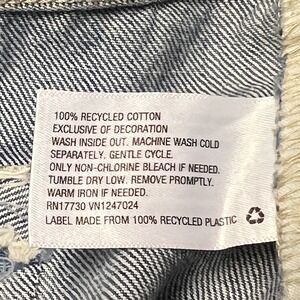 100% RECYCLED COTTON
EXCLUSIVE OF DECORATION
WASH INSIDE OUT. MACHINE WASH COLD
SEPARATELY. GENTLE CYCLE.
ONLY NON-CHLORINE BLEACH IF NEEDED.
TUMBLE DRY LOW. REMOVE PROMPTLY.
WARM IRON IF NEEDED.
RN17730 VN1247024
LABEL MADE FROM 100% RECYCLED PLASTIC